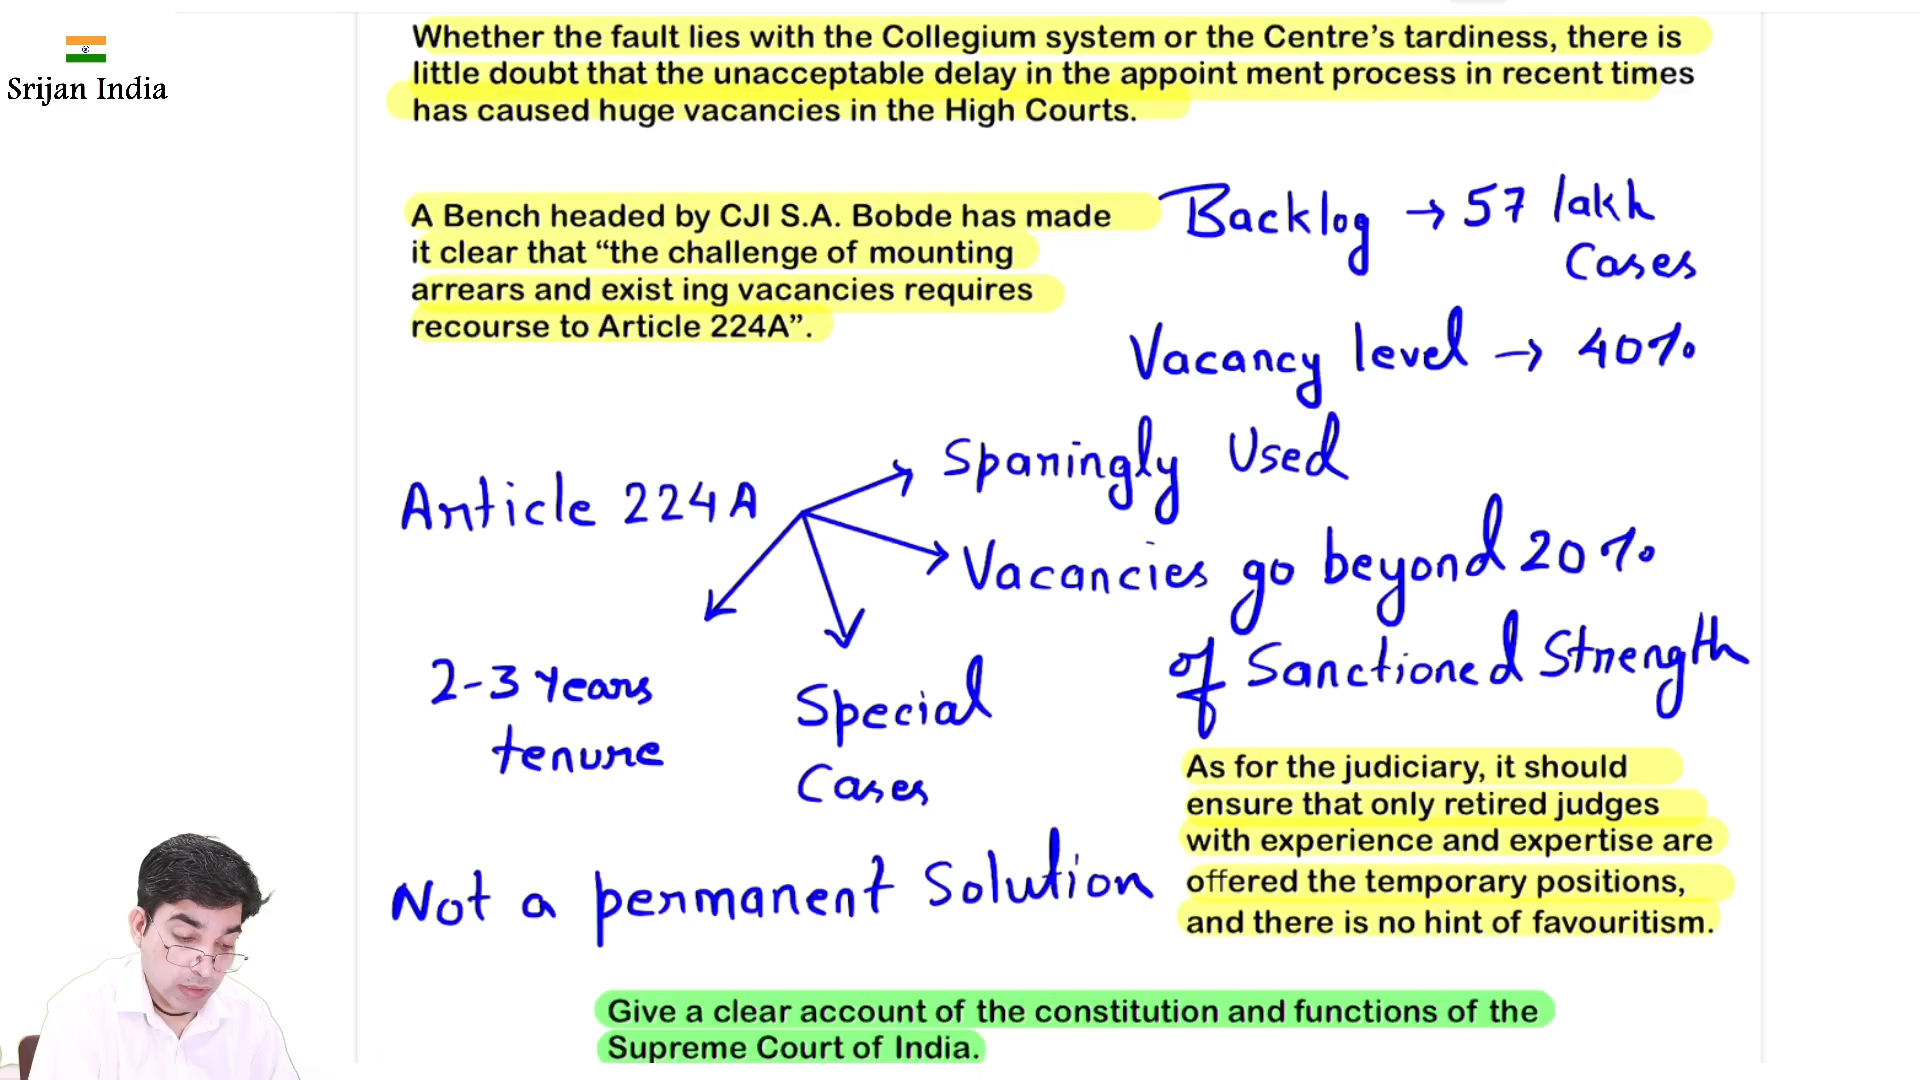 Srijan India
Whether the fault lies with the Collegium system or the Centre's tardiness, there is
little doubt that the unacceptable delay in the appoint ment process in recent times
has caused huge vacancies in the High Courts.
A Bench headed by CJI S.A. Bobde has made
it clear that “the challenge of mounting
arrears and exist ing vacancies requires
recourse to Article 224A”.
Backlog → 57 lakh
Cases
Vacancy level → 40%
Article 224A
Sparingly Used
Vacancies go beyond 20%
of Sanctioned Strength
2-3 Years
tenure
Special
Cases
Not a permanent Solution
As for the judiciary, it should
ensure that only retired judges
with experience and expertise are
offered the temporary positions,
and there is no hint of favouritism.
Give a clear account of the constitution and functions of the
Supreme Court of India.